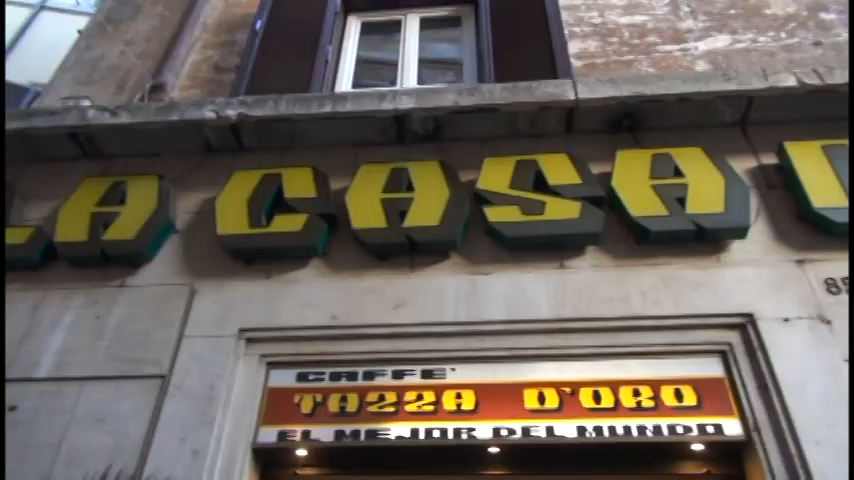 LA CASA D
85
CAFFE'
TAZZA D'ORO
EL MEJOR DEL MUNDO